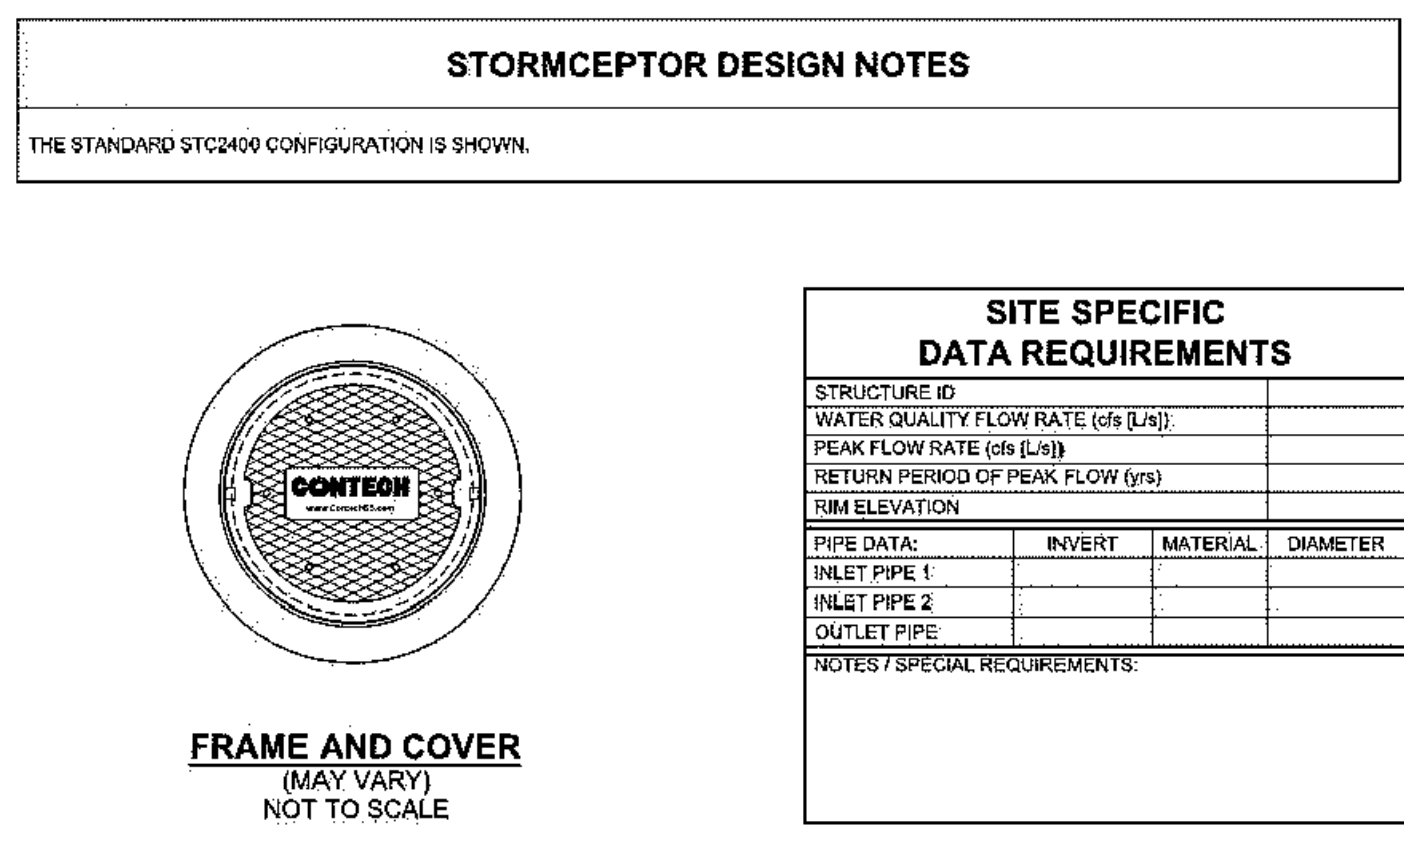 STORMCEPTOR DESIGN NOTES
THE STANDARD STC2400 CONFIGURATION IS SHOWN.
CONTECH
www.ContechES.com
FRAME AND COVER
(MAY VARY)
NOT TO SCALE
SITE SPECIFIC
DATA REQUIREMENTS
STRUCTURE ID
WATER QUALITY FLOW RATE (cfs [L/s])
PEAK FLOW RATE (cfs [L/s])
RETURN PERIOD OF PEAK FLOW (yrs)
RIM ELEVATION
PIPE DATA: INVERT MATERIAL DIAMETER
INLET PIPE 1
INLET PIPE 2
OUTLET PIPE
NOTES / SPECIAL REQUIREMENTS: